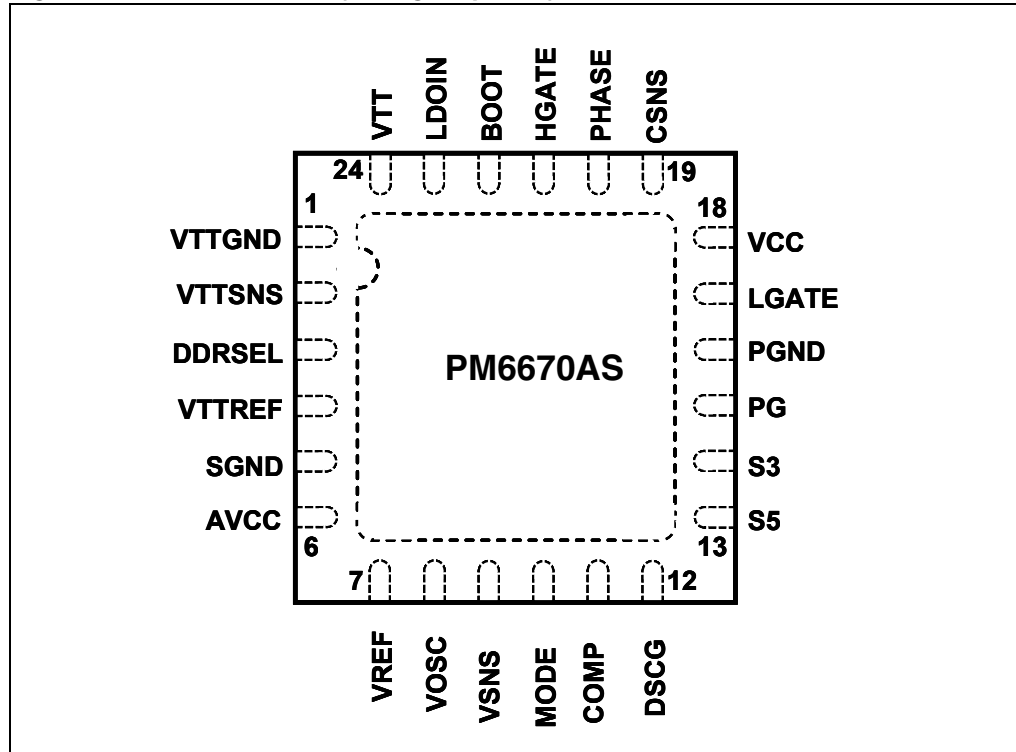 VTT
LDOIN
BOOT
HGATE
PHASE
CSNS
24
19
1
18
VTTGND
VCC
VTTSNS
LGATE
DDRSEL
PGND
PM6670AS
VTTREF
PG
SGND
S3
AVCC
S5
6
13
7
12
VREF
VOSC
VSNS
MODE
COMP
DSCG